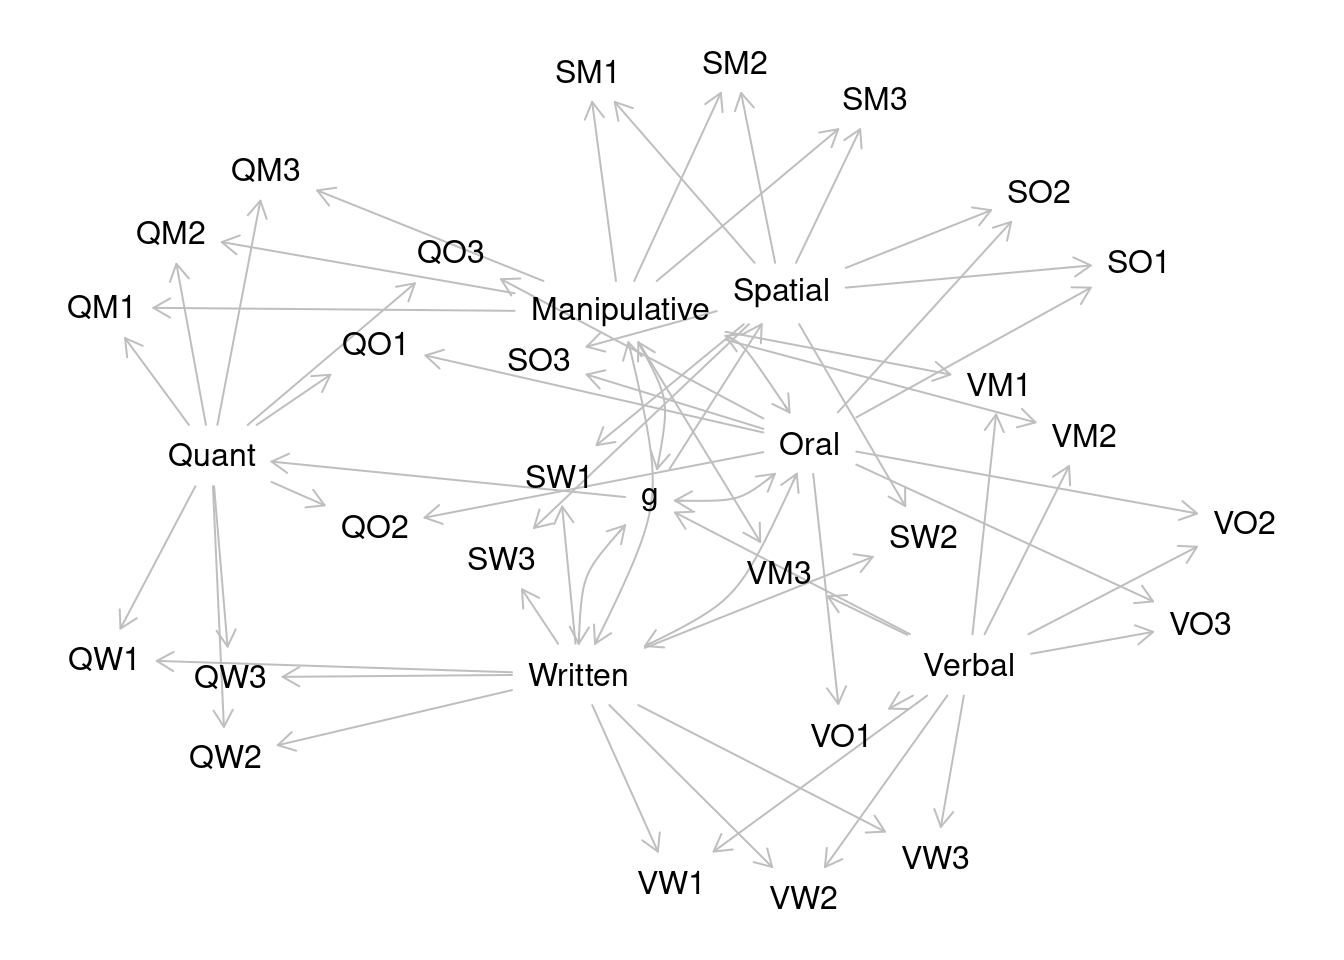 SM2
SM1
SM3
QM3
SO2
QM2
QO3
SO1
Spatial
QM1
Manipulative
QO1
SO3
VM1
VM2
Oral
Quant
SW1
g
VO2
QO2
SW2
SW3
VM3
VO3
QW1
Verbal
QW3
Written
VO1
QW2
VW3
VW1
VW2